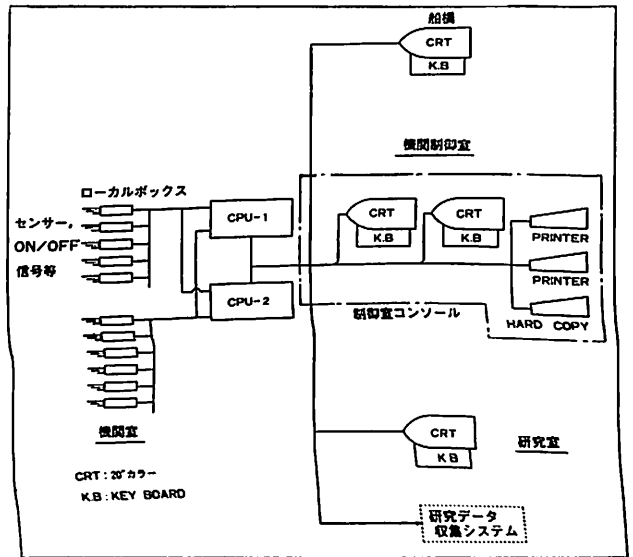 船橋
CRT
K.B
機関制御室
ローカルボックス
センサー,
ON/OFF
信号等
CPU-1
CPU-2
CRT
K.B
CRT
K.B
PRINTER
PRINTER
HARD COPY
制御室コンソール
機関室
CRT
K B
研究室
CRT : 20"カラー
K.B : KEY BOARD
研究データ
収集システム